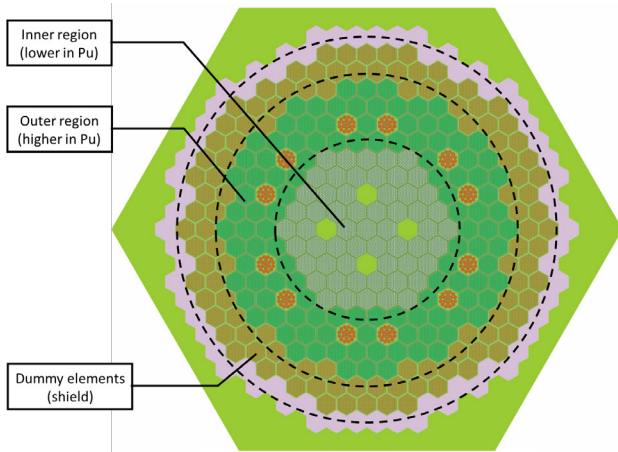 Inner region
(lower in Pu)
Outer region
(higher in Pu)
Dummy elements
(shield)